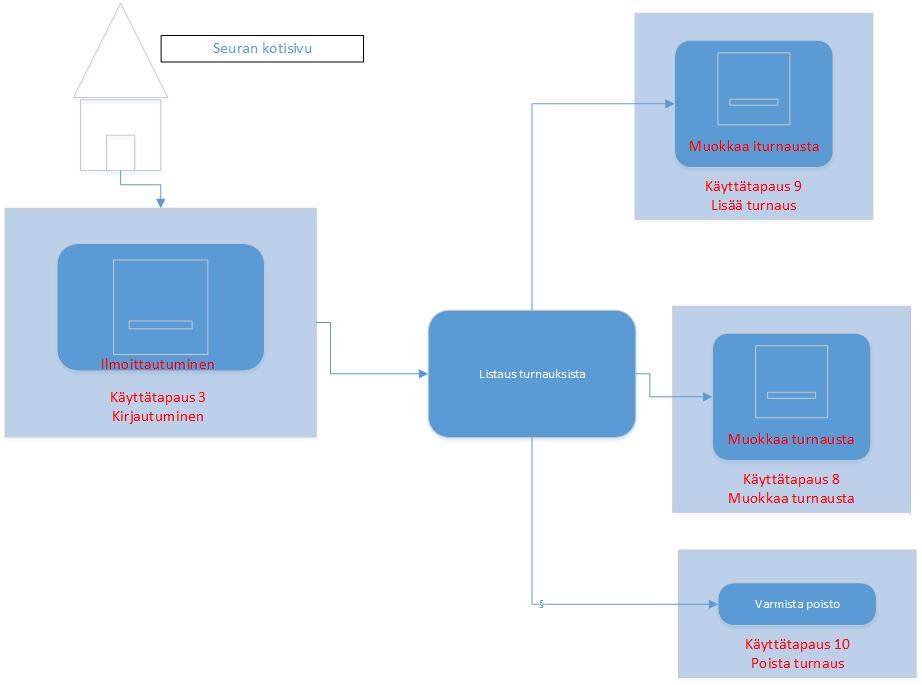 Seuran kotisivu
Ilmoittautuminen
Käyttätapaus 3
Kirjautuminen
Listaus turnauksista
Muokkaa iturnausta
Käyttätapaus 9
Lisää turnaus
Muokkaa turnausta
Käyttätapaus 8
Muokkaa turnausta
§
Varmista poisto
Käyttätapaus 10
Poista turnaus